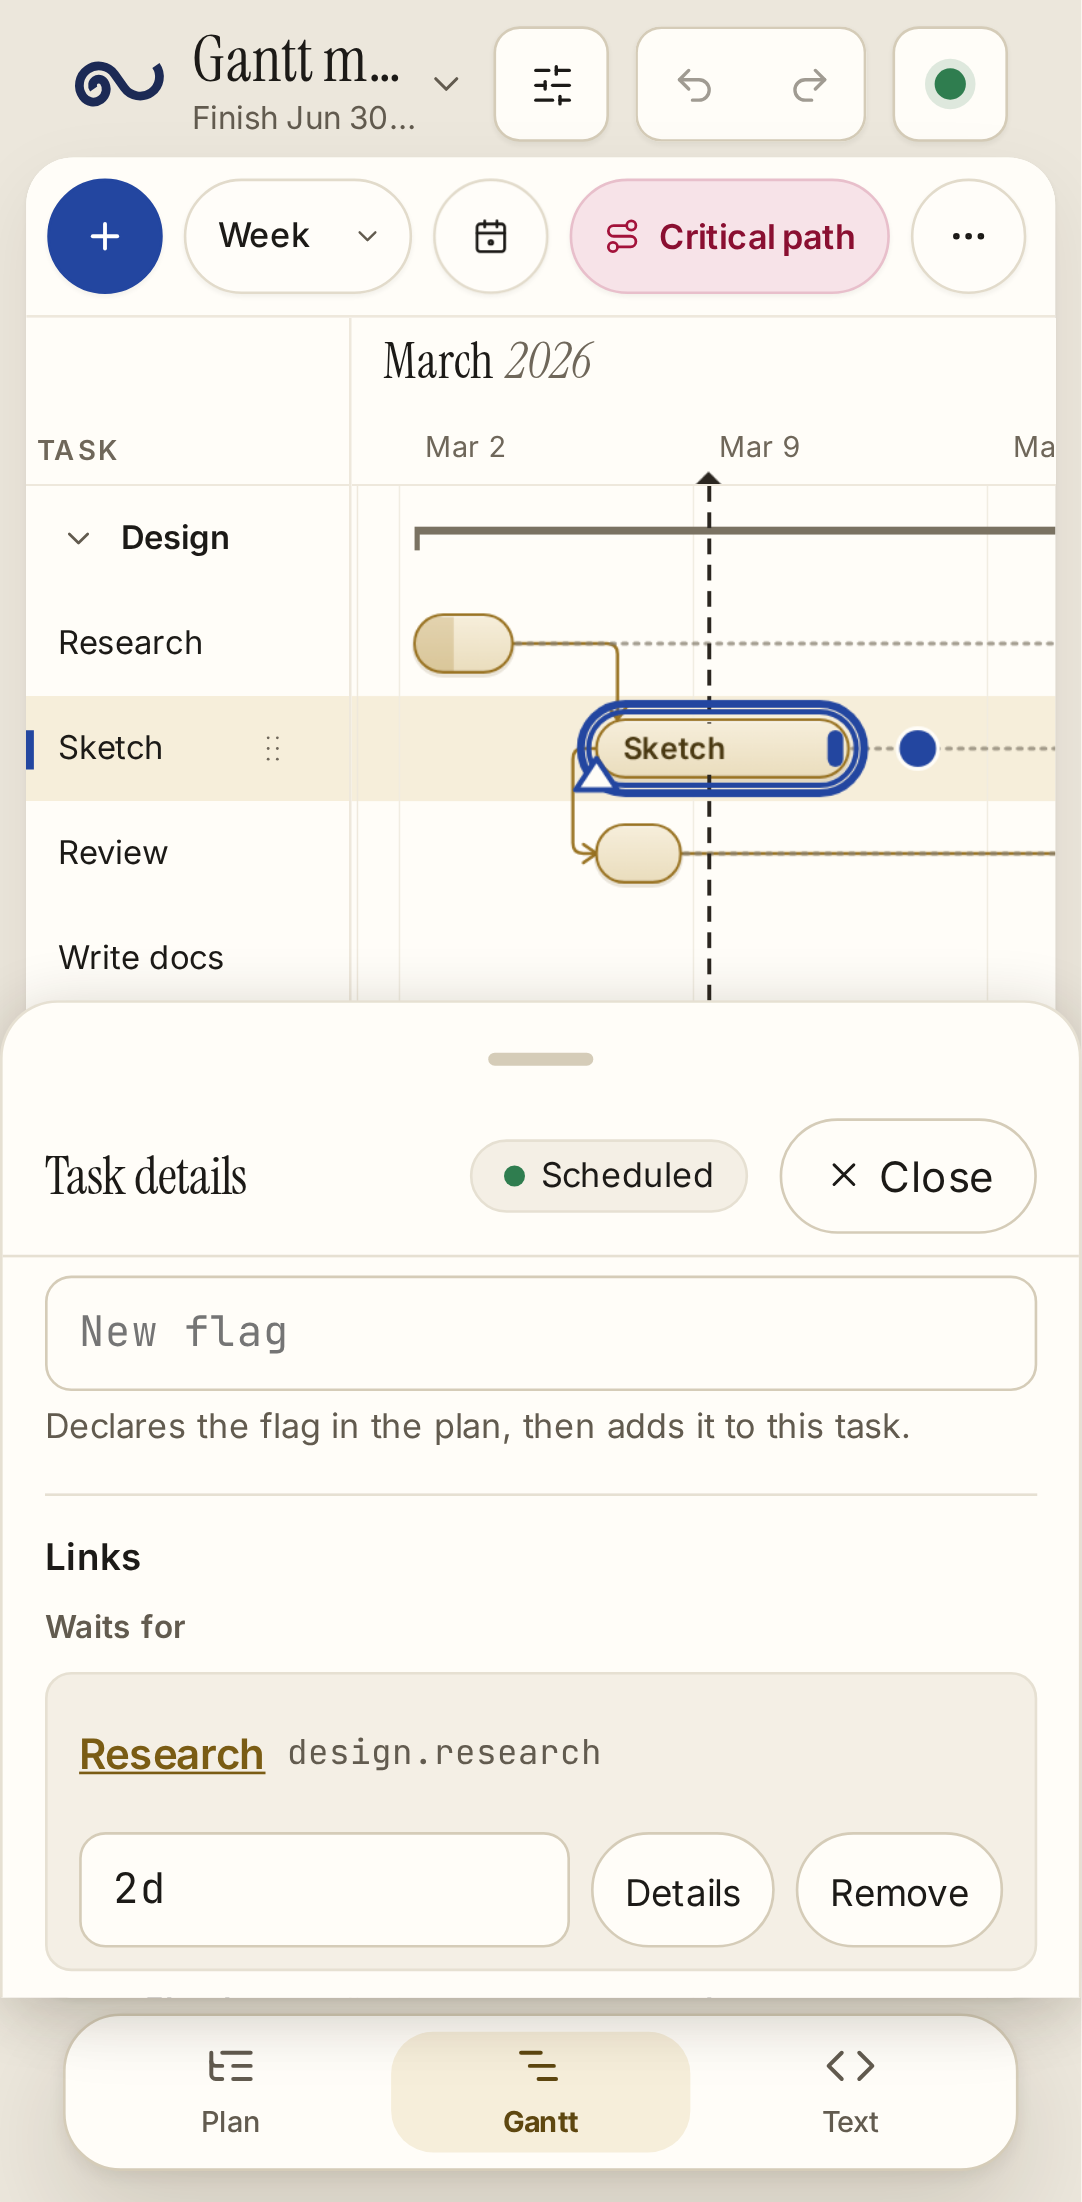 Gantt m...
Finish Jun 30...
Week
Critical path
March 2026
TASK
Mar 2
Mar 9
Ma
Design
Research
Sketch
Sketch
Review
Write docs
Task details
Scheduled
Close
New flag
Declares the flag in the plan, then adds it to this task.
Links
Waits for
Research design.research
2d
Details
Remove
Plan
Gantt
Text